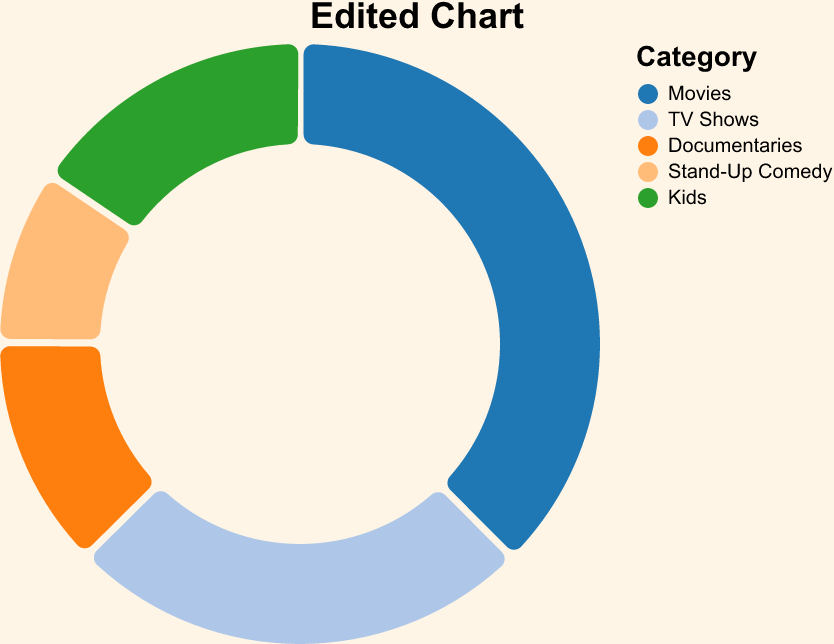 Edited Chart
Category
Movies
TV Shows
Documentaries
Stand-Up Comedy
Kids